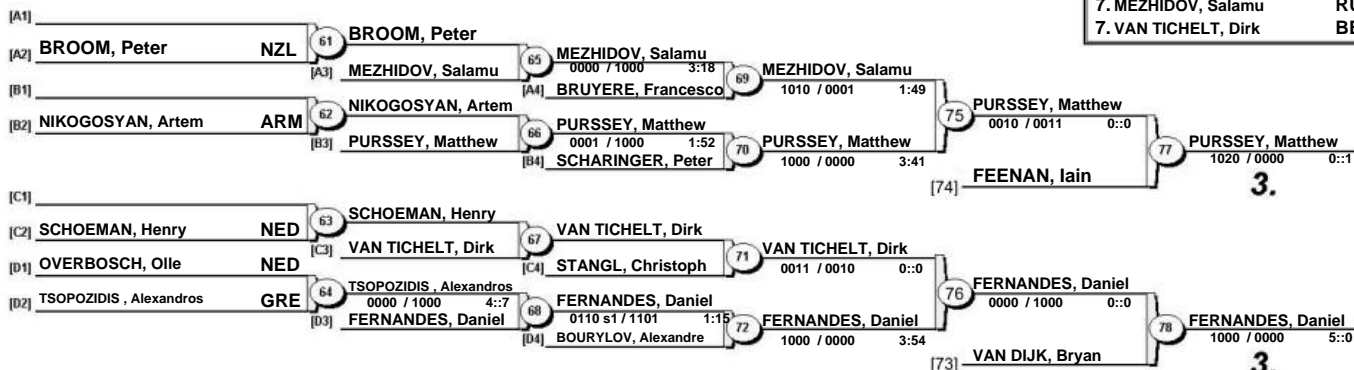 7. MEZHIDOV, Salamu
7. VAN TICHELT, Dirk
[A1]
[A2] BROOM, Peter NZL
61 BROOM, Peter
[A3] MEZHIDOV, Salamu
65 MEZHIDOV, Salamu
0000 / 1000 3:18
[A4] BRUYERE, Francesco
69 MEZHIDOV, Salamu
1010 / 0001 1:49
[B1]
[B2] NIKOGOSYAN, Artem ARM
62 NIKOGOSYAN, Artem
[B3] PURSSEY, Matthew
66 PURSSEY, Matthew
0001 / 1000 1:52
[B4] SCHARINGER, Peter
70 PURSSEY, Matthew
1000 / 0000 3:41
75 PURSSEY, Matthew
0010 / 0011 0::0
[74] FEENAN, Iain
77 PURSSEY, Matthew
1020 / 0000 0::1
3.
[C1]
[C2] SCHOEMAN, Henry NED
63 SCHOEMAN, Henry
[C3] VAN TICHELT, Dirk
67 VAN TICHELT, Dirk
[C4] STANGL, Christoph
71 VAN TICHELT, Dirk
0011 / 0010 0::0
[D1] OVERBOSCH, Olle NED
[D2] TSOPOZIDIS , Alexandros GRE
64 TSOPOZIDIS , Alexandros
0000 / 1000 4::7
[D3] FERNANDES, Daniel
68 FERNANDES, Daniel
0110 s1 / 1101 1:15
[D4] BOURYLOV, Alexandre
72 FERNANDES, Daniel
1000 / 0000 3:54
76 FERNANDES, Daniel
0000 / 1000 0::0
[73] VAN DIJK, Bryan
78 FERNANDES, Daniel
1000 / 0000 5::0
3.